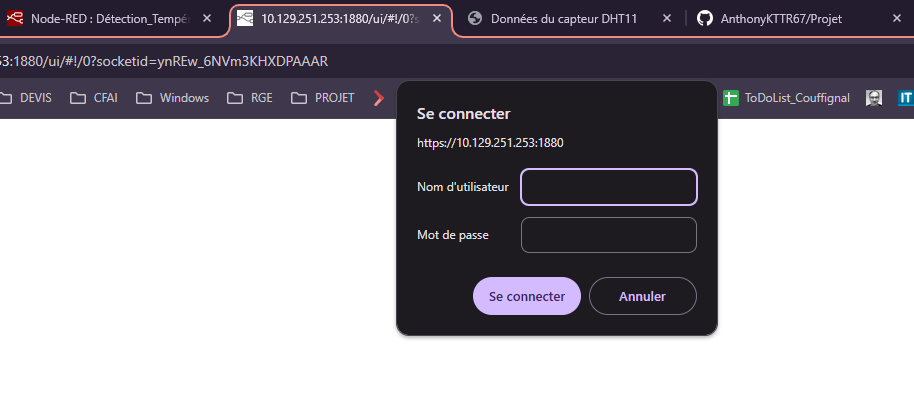 Node-RED : Détection_Tempé
10.129.251.253:1880/ui/#!/0?s
Données du capteur DHT11
AnthonyKTTR67/Projet
53:1880/ui/#!/0?socketid=ynREw_6NVm3KHXDPAAAR
DEVIS
CFAI
Windows
RGE
PROJET
ToDoList_Couffignal
IT
Se connecter
https://10.129.251.253:1880
Nom d'utilisateur
Mot de passe
Se connecter
Annuler